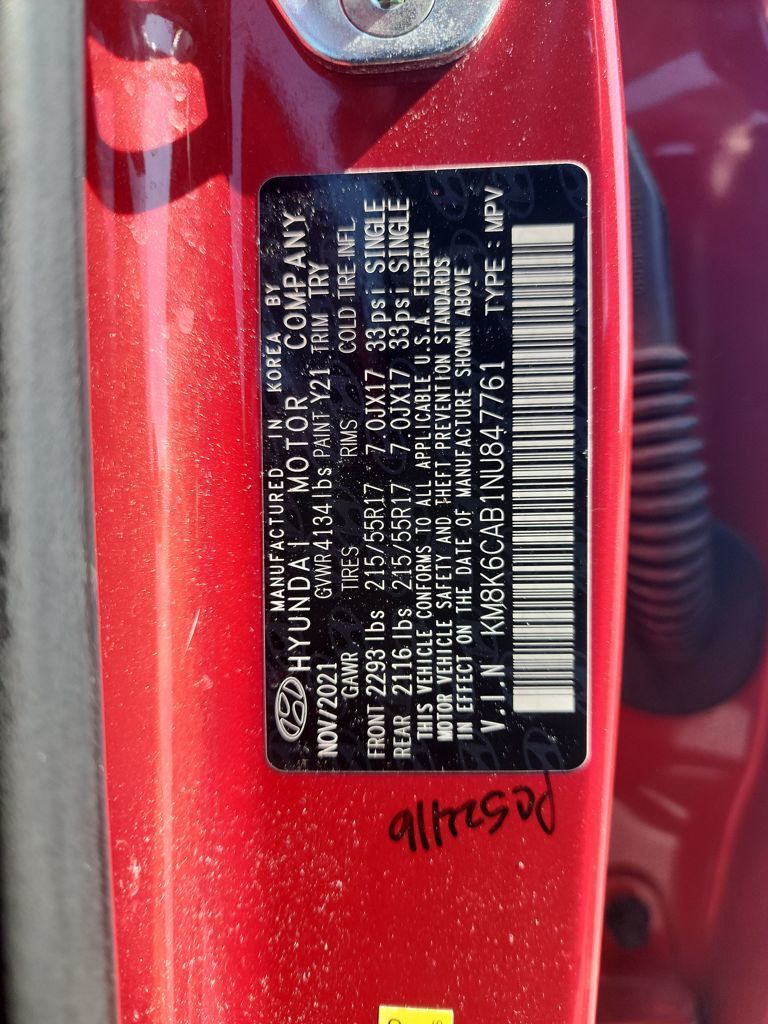 MANUFACTURED IN KOREA BY
HYUNDAI MOTOR COMPANY
NOV/2021 GVWR 4134 lbs PAINT Y21 TRIM TRY
GAWR TIRES RIMS COLD TIRE INFL
FRONT 2293 lbs 215/55R17 7.0JX17 33psi SINGLE
REAR 2116 lbs 215/55R17 7.0JX17 33psi SINGLE
THIS VEHICLE CONFORMS TO ALL APPLICABLE U.S.A. FEDERAL
MOTOR VEHICLE SAFETY AND THEFT PREVENTION STANDARDS
IN EFFECT ON THE DATE OF MANUFACTURE SHOWN ABOVE
V.I.N KM8K6CAB1NU847761 TYPE : MPV